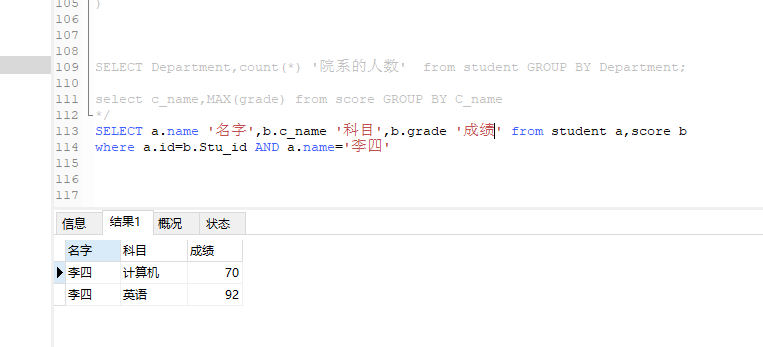 105 )
106
107
108
109 SELECT Department,count(*) '院系的人数'  from student GROUP BY Department;
110
111 select c_name,MAX(grade) from score GROUP BY C_name
112 */
113 SELECT a.name '名字',b.c_name '科目',b.grade '成绩' from student a,score b
114 where a.id=b.Stu_id AND a.name='李四'
115
116
117
信息 结果1 概况 状态
名字 科目 成绩
李四 计算机 70
李四 英语 92